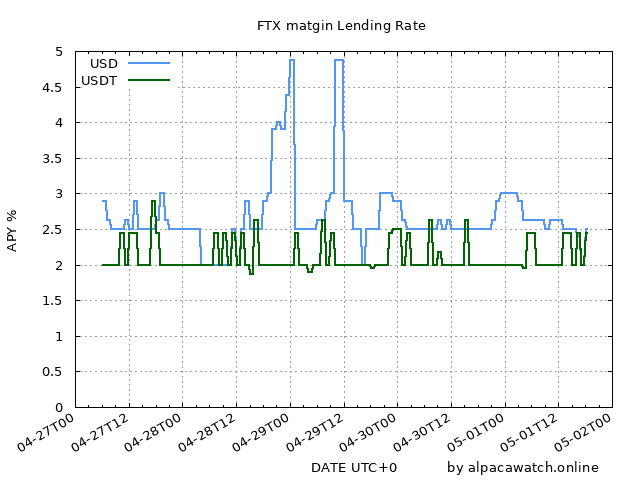 FTX matgin Lending Rate
USD
USDT
5
4.5
4
3.5
3
2.5
2
1.5
1
0.5
0
APY %
04-27T00
04-27T12
04-28T00
04-28T12
04-29T00
04-29T12
04-30T00
04-30T12
05-01T00
05-01T12
05-02T00
DATE UTC+0
by alpacawatch.online